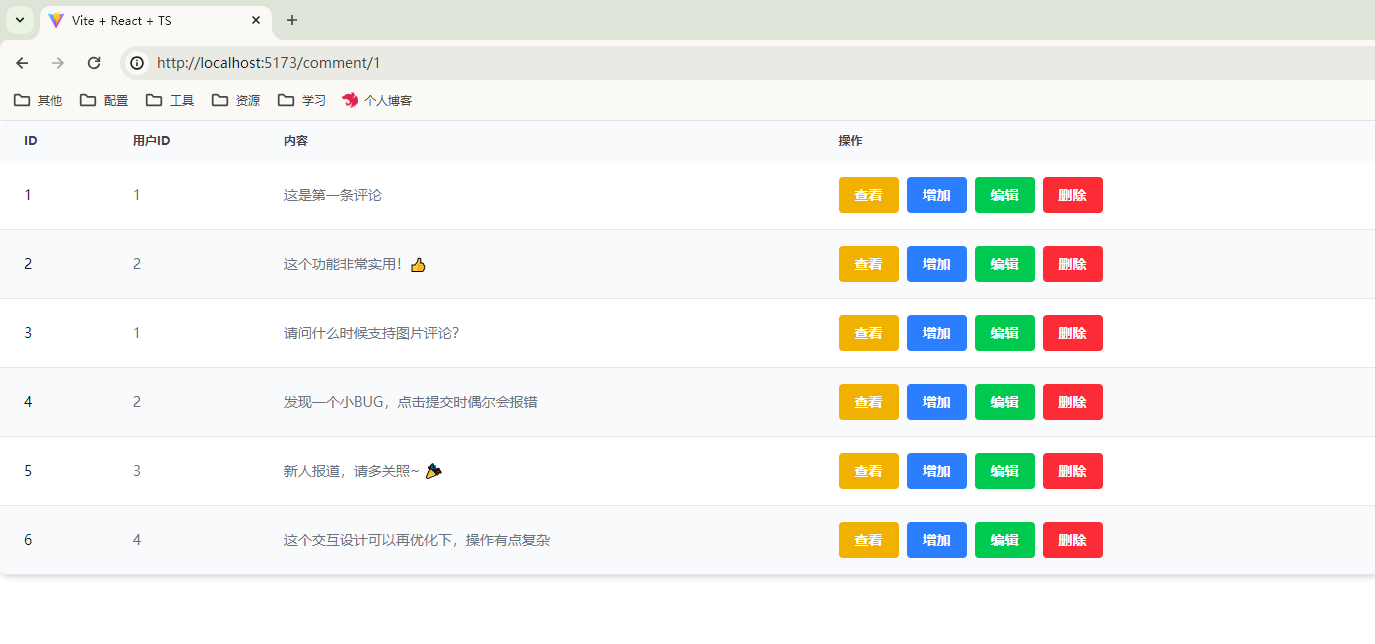 Vite + React + TS
http://localhost:5173/comment/1
其他 配置 工具 资源 学习 个人博客
ID 用户ID 内容 操作
1 1 这是第一条评论 查看 增加 编辑 删除
2 2 这个功能非常实用！👍 查看 增加 编辑 删除
3 1 请问什么时候支持图片评论？ 查看 增加 编辑 删除
4 2 发现一个小BUG，点击提交时偶尔会报错 查看 增加 编辑 删除
5 3 新人报道，请多关照~ 🎉 查看 增加 编辑 删除
6 4 这个交互设计可以再优化下，操作有点复杂 查看 增加 编辑 删除